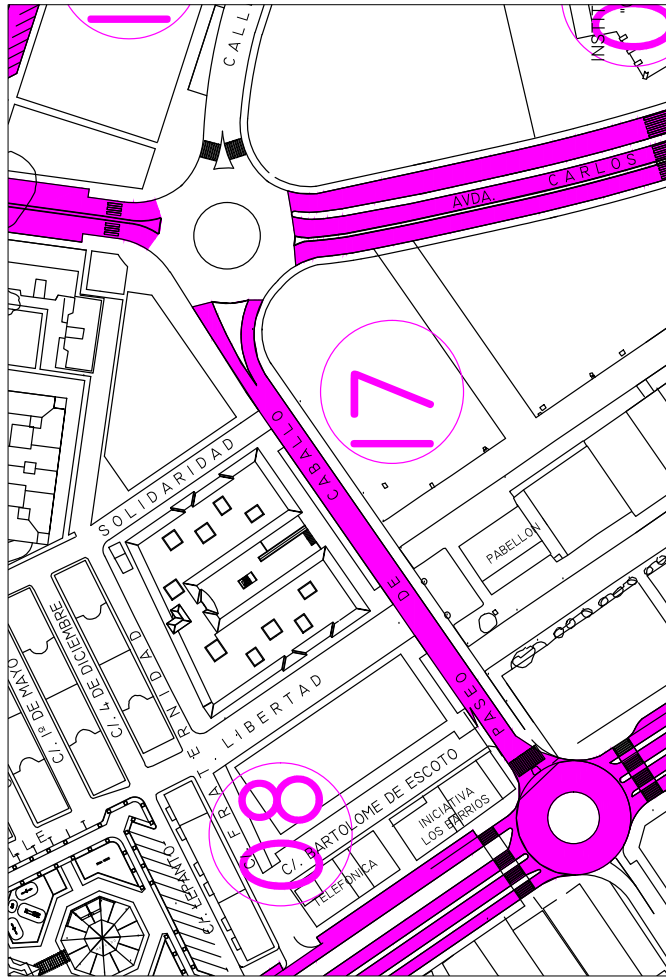 CALL
INSTIT
AVDA. CARLOS
17
PASEO DE CABALLO
SOLIDARIDAD
PABELLON
C/. 4 DE DICIEMBRE
C/. 1º DE MAYO
C/. FRATERNIDAD
LIBERTAD
08
C/. BARTOLOME DE ESCOTO
INICIATIVA
LOS BARRIOS
TELEFONICA
C/. LEPANTO